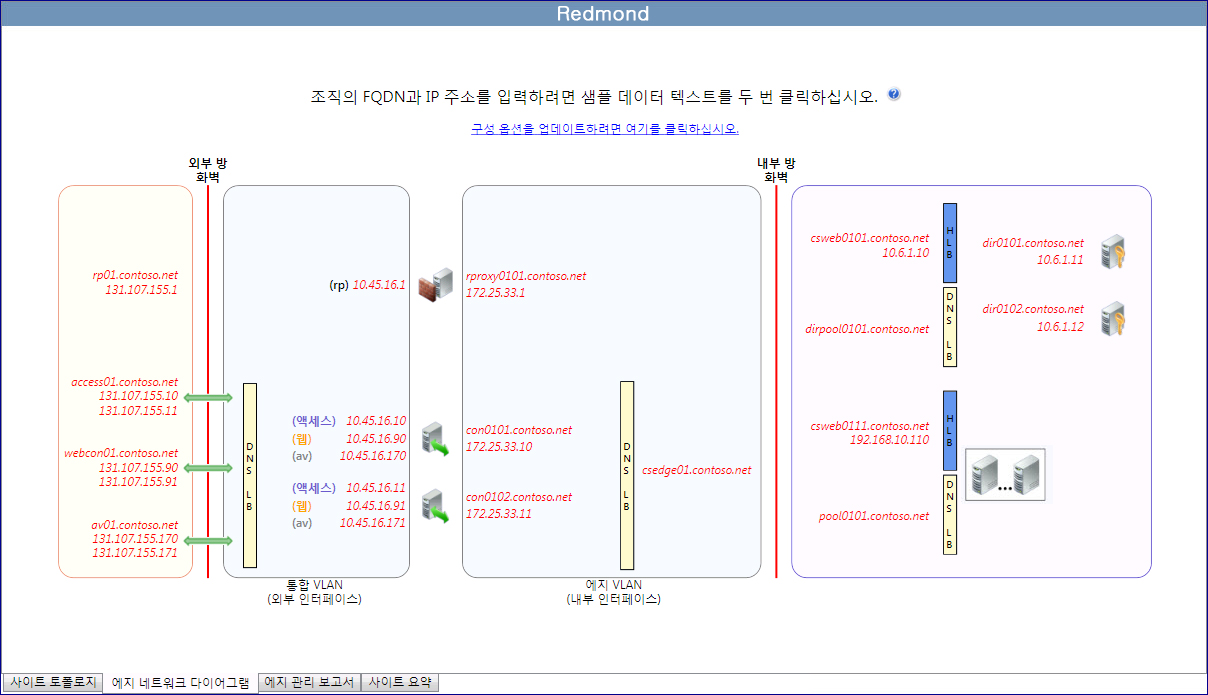 Redmond
조직의 FQDN과 IP 주소를 입력하려면 샘플 데이터 텍스트를 두 번 클릭하십시오.
구성 옵션을 업데이트하려면 여기를 클릭하십시오.
외부 방
화벽
내부 방
화벽
rp01.contoso.net
131.107.155.1
access01.contoso.net
131.107.155.10
131.107.155.11
webcon01.contoso.net
131.107.155.90
131.107.155.91
av01.contoso.net
131.107.155.170
131.107.155.171
DNS LB
(rp) 10.45.16.1
(액세스) 10.45.16.10
(웹) 10.45.16.90
(av) 10.45.16.170
(액세스) 10.45.16.11
(웹) 10.45.16.91
(av) 10.45.16.171
통합 VLAN
(외부 인터페이스)
rproxy0101.contoso.net
172.25.33.1
con0101.contoso.net
172.25.33.10
con0102.contoso.net
172.25.33.11
DNS LB
csedge01.contoso.net
에지 VLAN
(내부 인터페이스)
csweb0101.contoso.net
10.6.1.10
HLB
dir0101.contoso.net
10.6.1.11
dirpool0101.contoso.net
DNS LB
dir0102.contoso.net
10.6.1.12
csweb0111.contoso.net
192.168.10.110
HLB
...
pool0101.contoso.net
DNS LB
사이트 토폴로지
에지 네트워크 다이어그램
에지 관리 보고서
사이트 요약